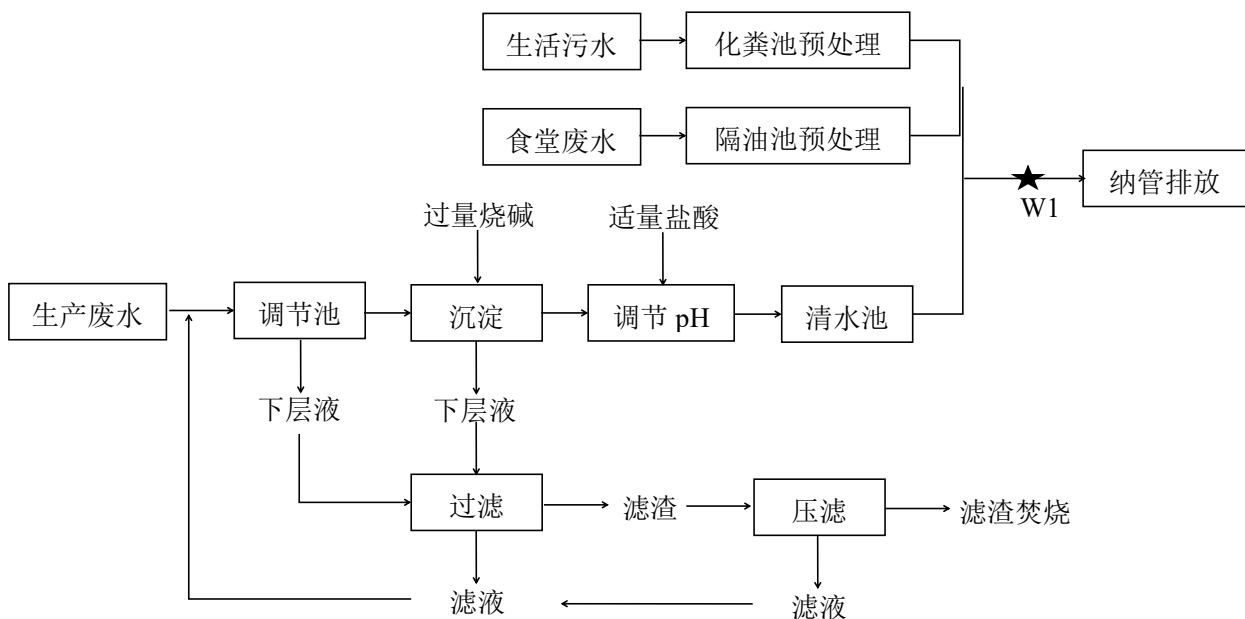 生活污水
化粪池预处理
食堂废水
隔油池预处理
纳管排放
W1
过量烧碱
适量盐酸
生产废水
调节池
沉淀
调节 pH
清水池
下层液
下层液
过滤
滤渣
压滤
滤渣焚烧
滤液
滤液